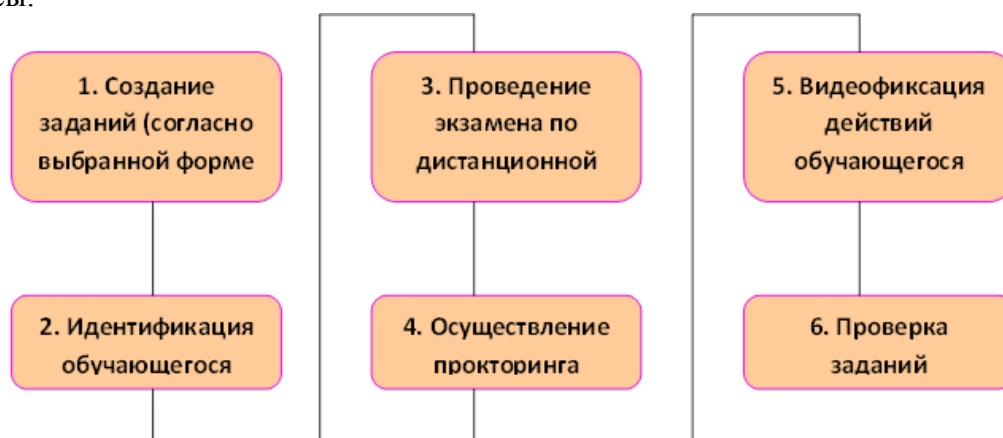 1. Создание
заданий (согласно
выбранной форме
2. Идентификация
обучающегося
3. Проведение
экзамена по
дистанционной
4. Осуществление
прокторинга
5. Видеофиксация
действий
обучающегося
6. Проверка
заданий